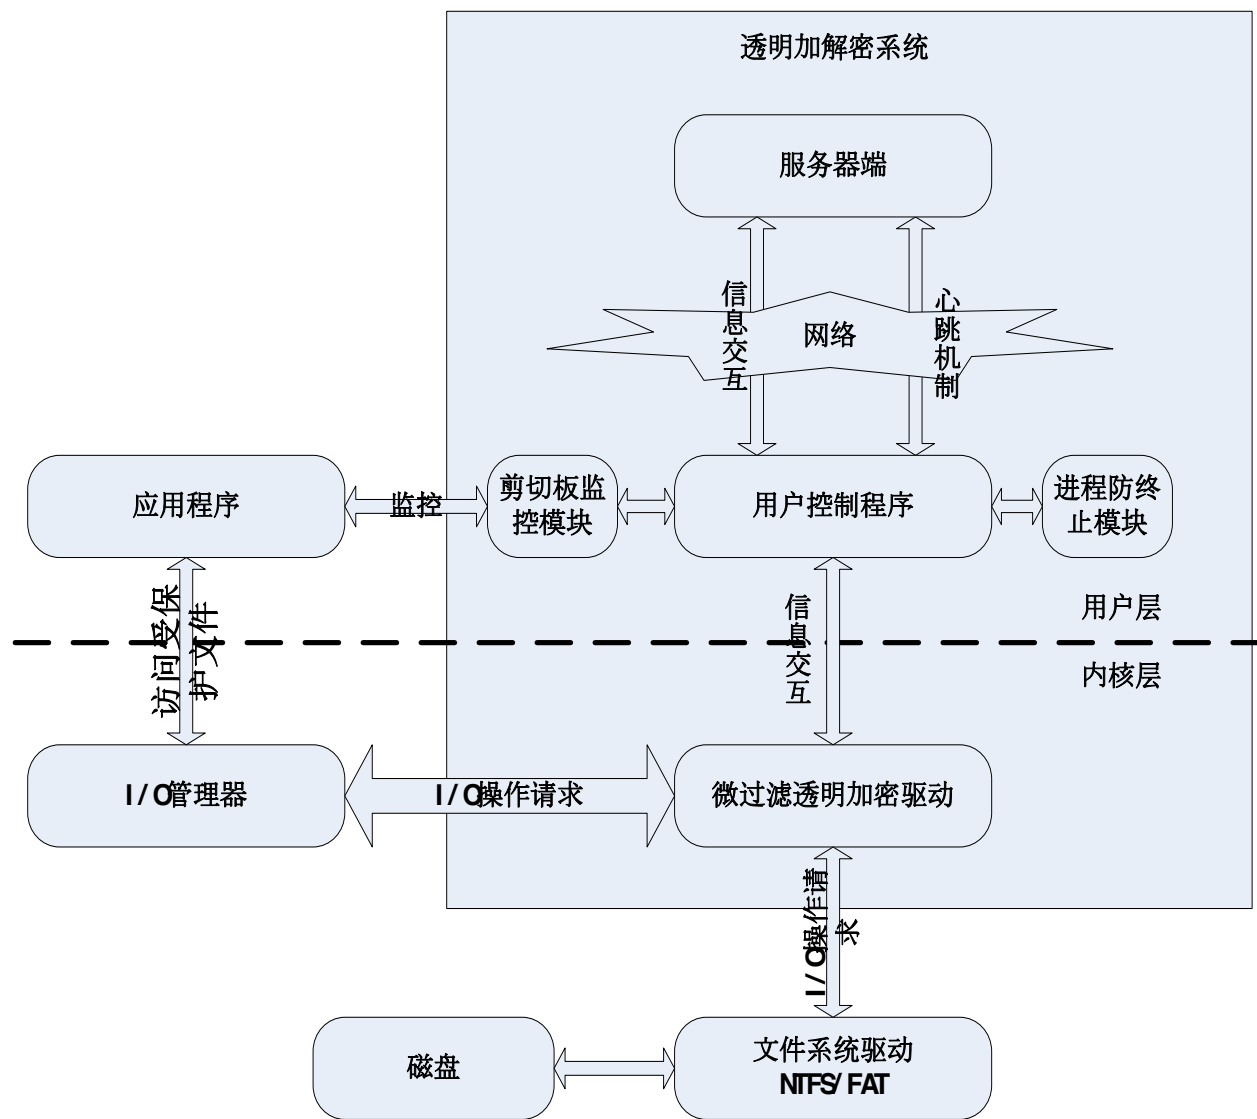 透明加解密系统
服务器端
信息交互
网络
心跳机制
应用程序
监控
剪切板监
控模块
用户控制程序
进程防终
止模块
访问受保
护文件
信息交互
用户层
内核层
I/O管理器
I/O操作请求
微过滤透明加密驱动
I/O操作请
求
磁盘
文件系统驱动
NTFS/FAT